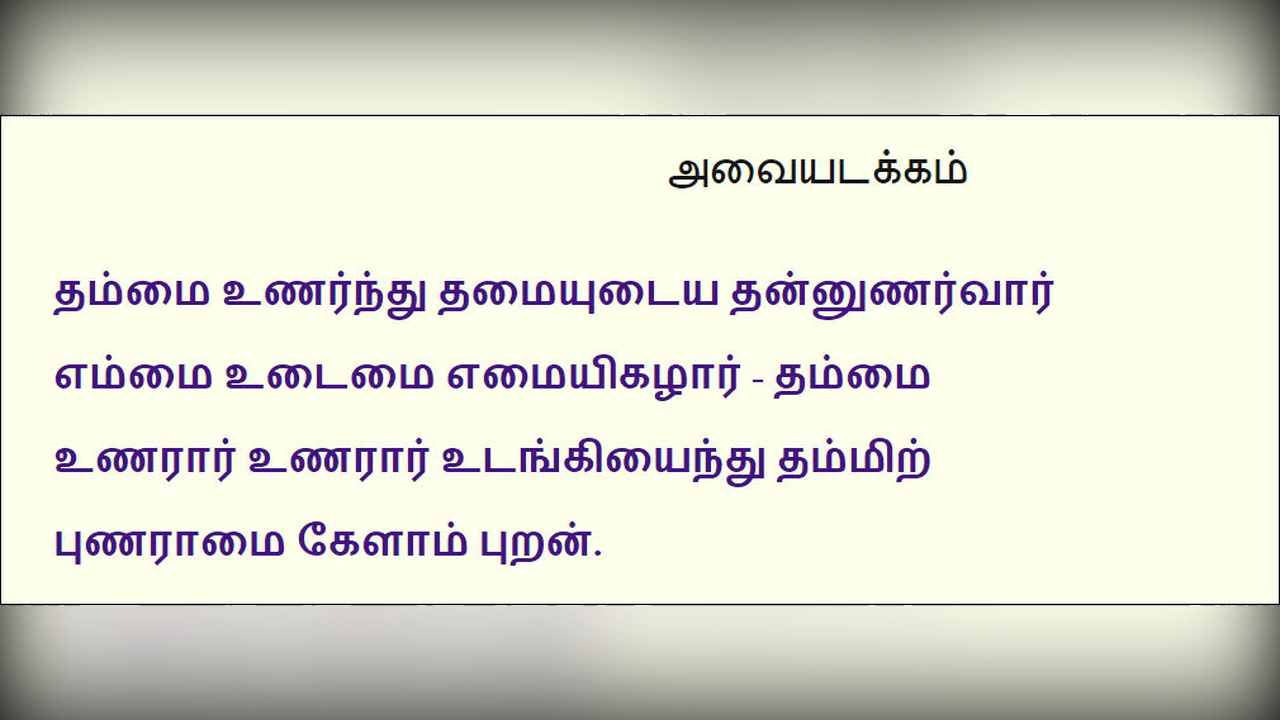 அவையடக்கம்
தம்மை உணர்ந்து தமையுடைய தன்னுணர்வார்
எம்மை உடைமை எமையிகழார் - தம்மை
உணரார் உணரார் உடங்கியைந்து தம்மிற்
புணராமை கேளாம் புறன்.